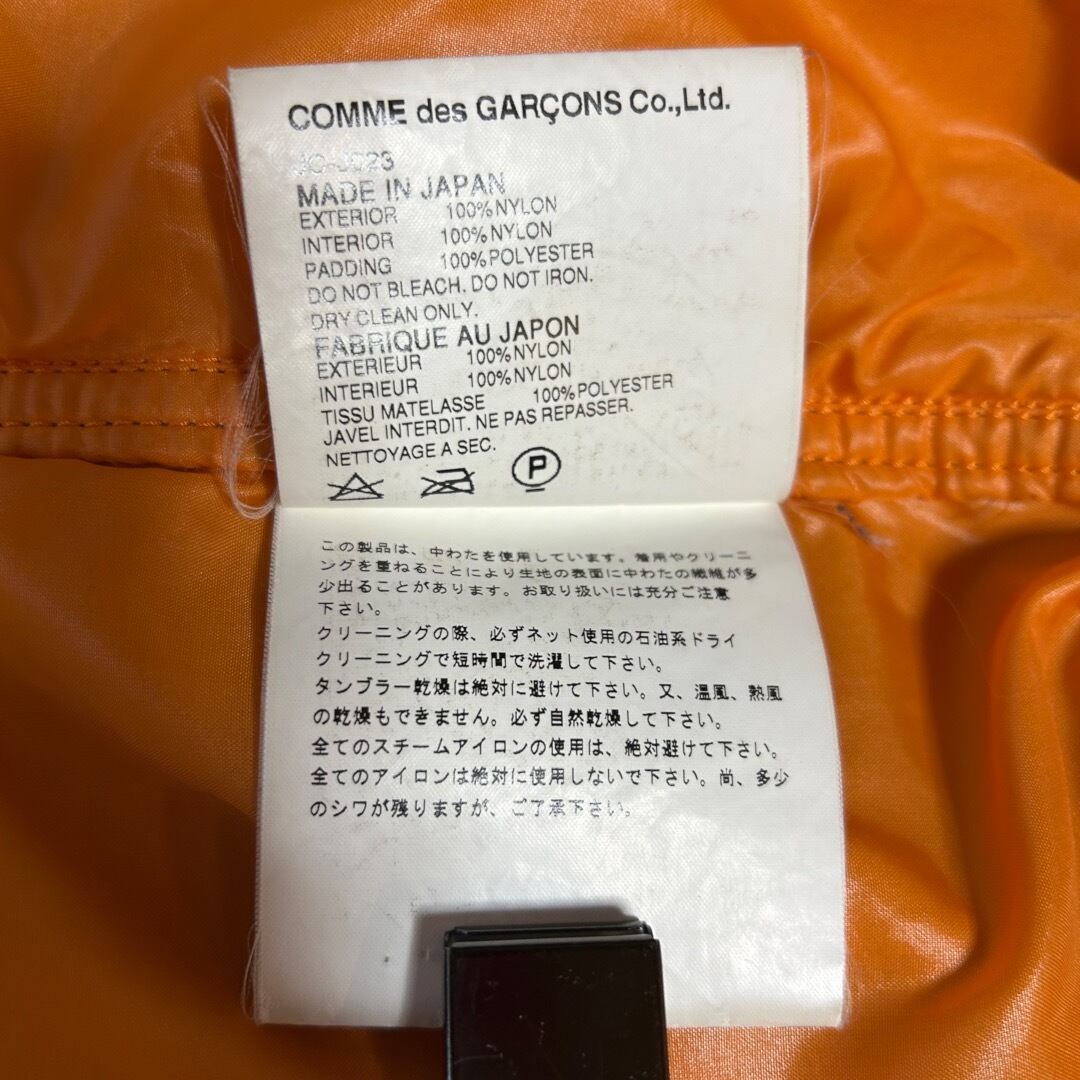 COMME des GARÇONS Co.,Ltd.
JC-J023
MADE IN JAPAN
EXTERIOR 100%NYLON
INTERIOR 100%NYLON
PADDING 100%POLYESTER
DO NOT BLEACH. DO NOT IRON.
DRY CLEAN ONLY.
FABRIQUE AU JAPON
EXTERIEUR 100%NYLON
INTERIEUR 100%NYLON
TISSU MATELASSE 100%POLYESTER
JAVEL INTERDIT. NE PAS REPASSER.
NETTOYAGE A SEC.
P
この製品は、中わたを使用しています。着用やクリーニ
ングを重ねることにより生地の表面に中わたの繊維が多
少出ることがあります。お取り扱いには充分ご注意
下さい。
クリーニングの際、必ずネット使用の石油系ドライ
クリーニングで短時間で洗濯して下さい。
タンブラー乾燥は絶対に避けて下さい。又、温風、熱風
の乾燥もできません。必ず自然乾燥して下さい。
全てのスチームアイロンの使用は、絶対避けて下さい。
全てのアイロンは絶対に使用しないで下さい。尚、多少
のシワが残りますが、ご了承下さい。